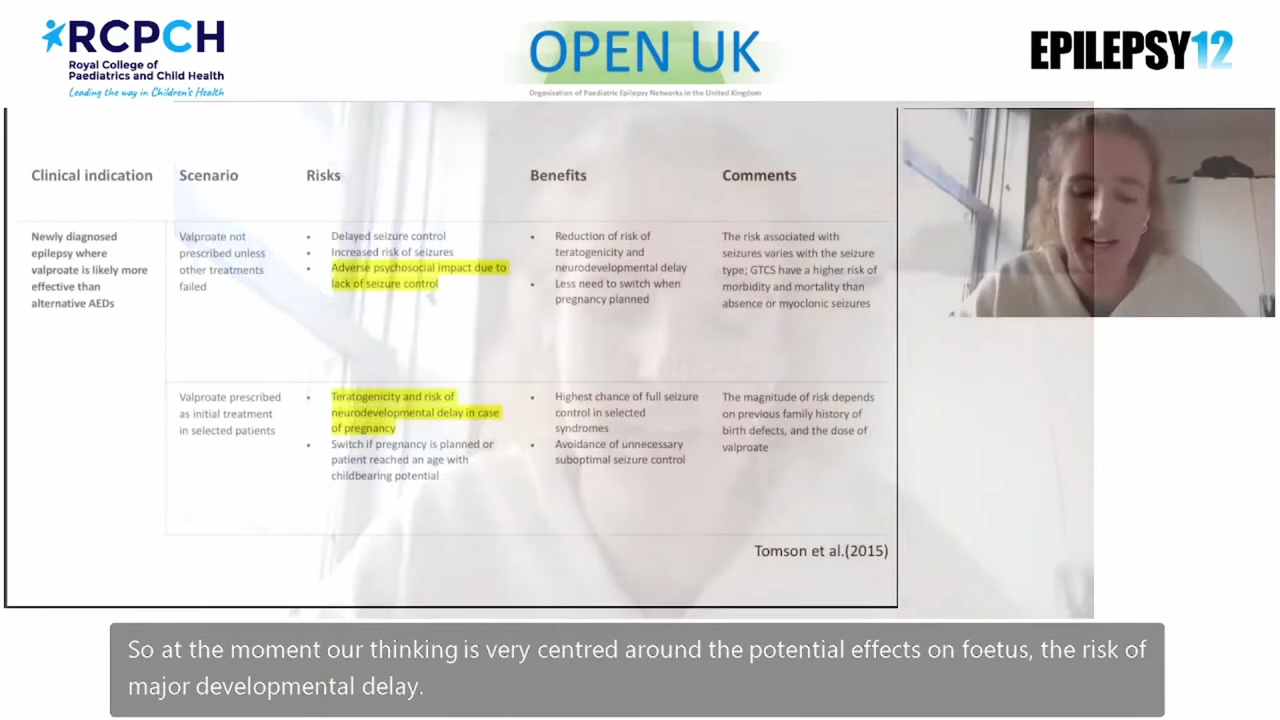 RCPCH
Royal College of
Paediatrics and Child Health
Leading the way in Children's Health
OPEN UK
Organisation of Paediatric Epilepsy Networks in the United Kingdom
EPILEPSY12
Clinical indication
Scenario
Risks
Benefits
Comments
Newly diagnosed
epilepsy where
valproate is likely more
effective than
alternative AEDs
Valproate not
prescribed unless
other treatments
failed
• Delayed seizure control
• Increased risk of seizures
• Adverse psychosocial impact due to
lack of seizure control
• Reduction of risk of
teratogenicity and
neurodevelopmental delay
• Less need to switch when
pregnancy planned
The risk associated with
seizures varies with the seizure
type; GTCS have a higher risk of
morbidity and mortality than
absence or myoclonic seizures
Valproate prescribed
as initial treatment
in selected patients
• Teratogenicity and risk of
neurodevelopmental delay in case
of pregnancy
• Switch if pregnancy is planned or
patient reached an age with
childbearing potential
• Highest chance of full seizure
control in selected
syndromes
• Avoidance of unnecessary
suboptimal seizure control
The magnitude of risk depends
on previous family history of
birth defects, and the dose of
valproate
Tomson et al.(2015)
So at the moment our thinking is very centred around the potential effects on foetus, the risk of
major developmental delay.